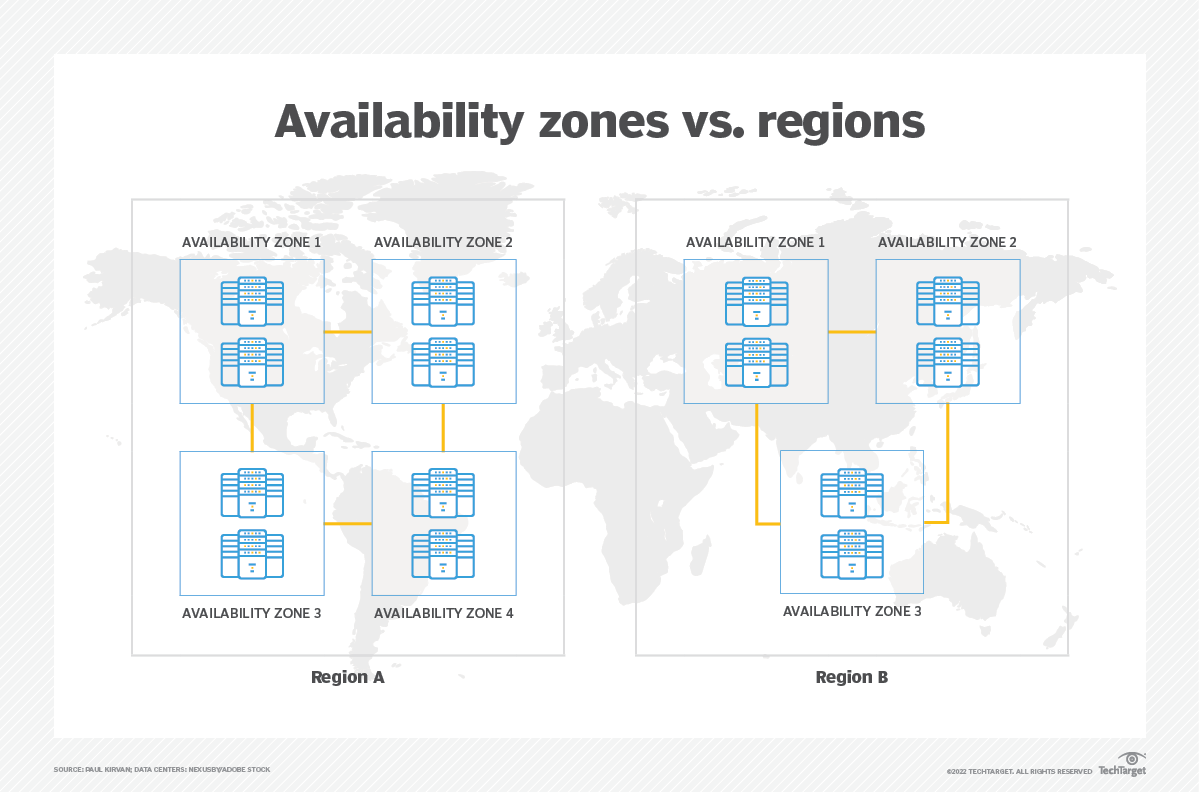 Availability zones vs. regions
AVAILABILITY ZONE 1
AVAILABILITY ZONE 2
AVAILABILITY ZONE 3
AVAILABILITY ZONE 4
Region A
AVAILABILITY ZONE 1
AVAILABILITY ZONE 2
AVAILABILITY ZONE 3
Region B
SOURCE: PAUL KIRVAN; DATA CENTERS: NEXUSBY/ADOBE STOCK
©2022 TECHTARGET. ALL RIGHTS RESERVED
TechTarget